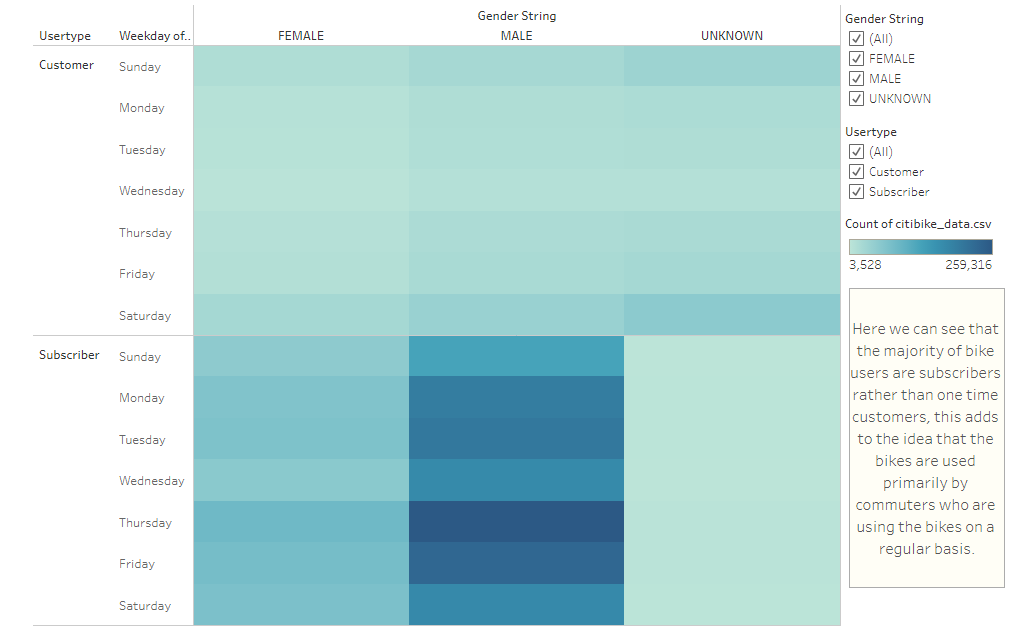 Gender String
Usertype Weekday of.. FEMALE MALE UNKNOWN
Customer Sunday
Monday
Tuesday
Wednesday
Thursday
Friday
Saturday
Subscriber Sunday
Monday
Tuesday
Wednesday
Thursday
Friday
Saturday
Gender String
(All)
FEMALE
MALE
UNKNOWN
Usertype
(All)
Customer
Subscriber
Count of citibike_data.csv
3,528 259,316
Here we can see that
the majority of bike
users are subscribers
rather than one time
customers, this adds
to the idea that the
bikes are used
primarily by
commuters who are
using the bikes on a
regular basis.